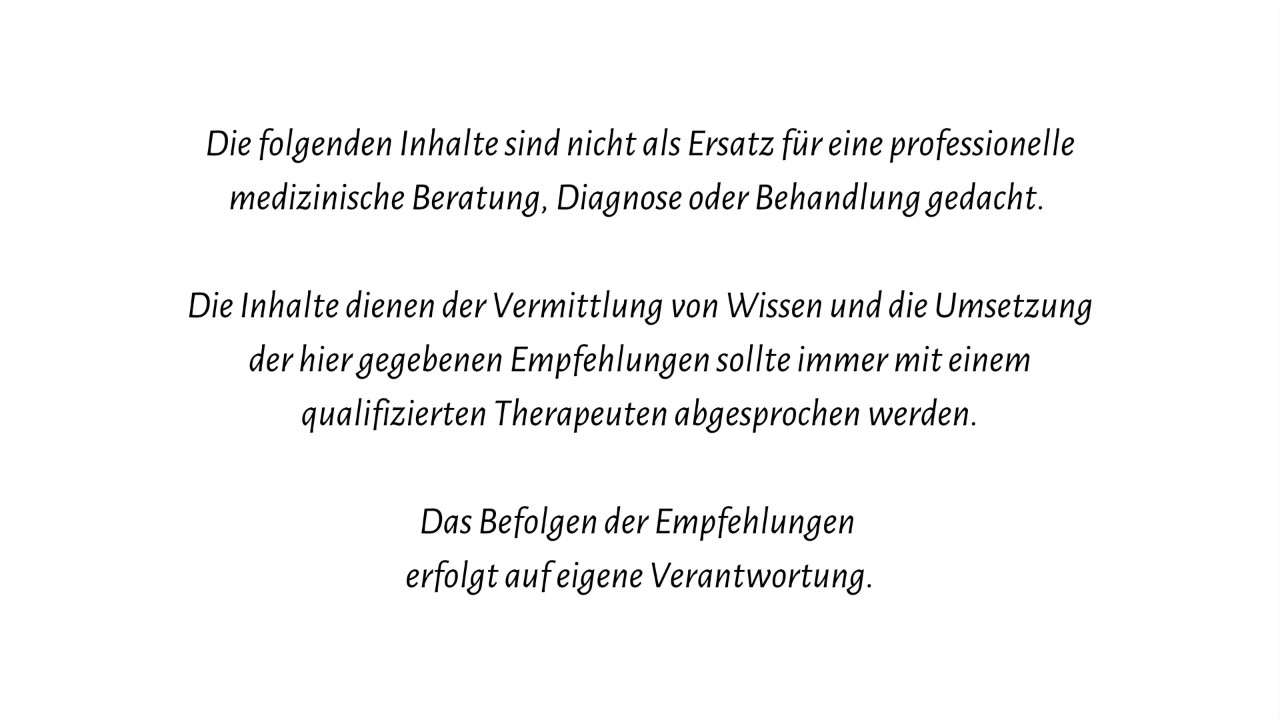 Die folgenden Inhalte sind nicht als Ersatz für eine professionelle
medizinische Beratung, Diagnose oder Behandlung gedacht.
Die Inhalte dienen der Vermittlung von Wissen und die Umsetzung
der hier gegebenen Empfehlungen sollte immer mit einem
qualifizierten Therapeuten abgesprochen werden.
Das Befolgen der Empfehlungen
erfolgt auf eigene Verantwortung.